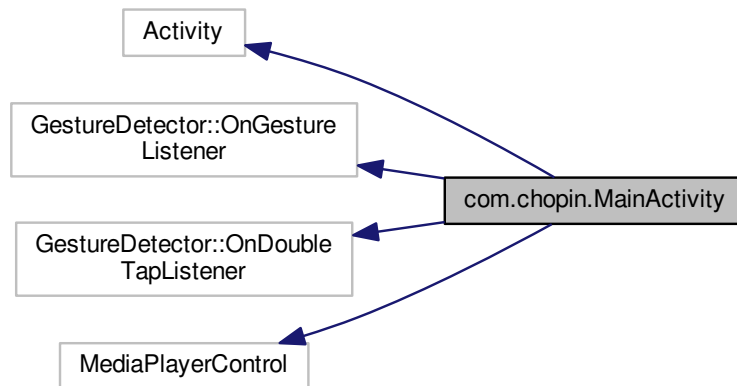 Activity
GestureDetector::OnGesture
Listener
com.chopin.MainActivity
GestureDetector::OnDouble
TapListener
MediaPlayerControl